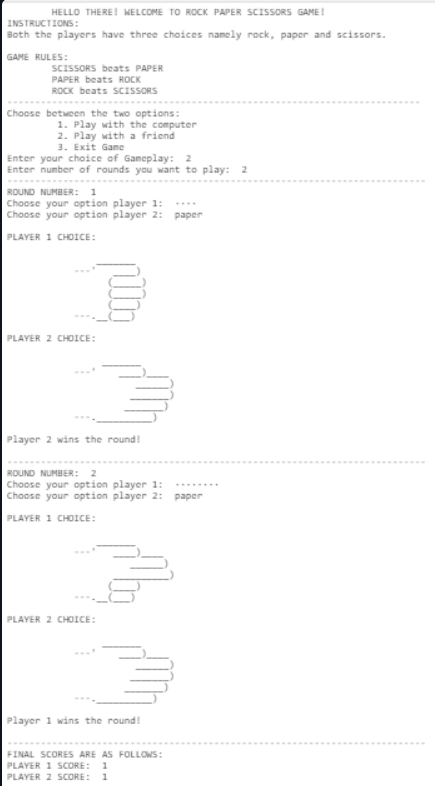 HELLO THERE! WELCOME TO ROCK PAPER SCISSORS GAME!
INSTRUCTIONS:
Both the players have three choices namely rock, paper and scissors.
GAME RULES:
SCISSORS beats PAPER
PAPER beats ROCK
ROCK beats SCISSORS
Choose between the two options:
1. Play with the computer
2. Play with a friend
3. Exit Game
Enter your choice of Gameplay:  2
Enter number of rounds you want to play:  2
ROUND NUMBER:  1
Choose your option player 1:  ····
Choose your option player 2:  paper
PLAYER 1 CHOICE:
PLAYER 2 CHOICE:
Player 2 wins the round!
ROUND NUMBER:  2
Choose your option player 1:  ········
Choose your option player 2:  paper
PLAYER 1 CHOICE:
PLAYER 2 CHOICE:
Player 1 wins the round!
FINAL SCORES ARE AS FOLLOWS:
PLAYER 1 SCORE:  1
PLAYER 2 SCORE:  1